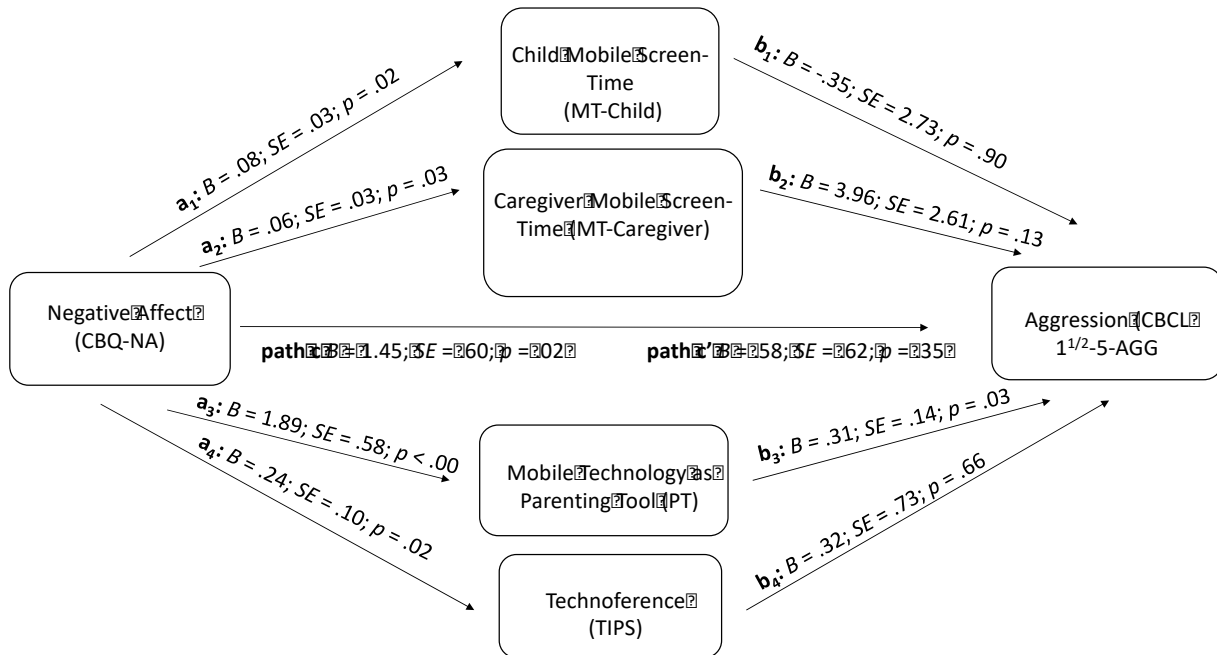 Child Mobile Screen-
Time
(MT-Child)
b1: B = -.35; SE = 2.73; p = .90
a1: B = .08; SE = .03; p = .02
Caregiver Mobile Screen-
Time (MT-Caregiver)
b2: B = 3.96; SE = 2.61; p = .13
a2: B = .06; SE = .03; p = .03
Negative Affect
(CBQ-NA)
Aggression (CBCL
1^1/2-5-AGG
path c: B = 1.45; SE = .60; p = .02
path c’: B = .58; SE = .62; p = .35
a3: B = 1.89; SE = .58; p < .00
b3: B = .31; SE = .14; p = .03
Mobile Technology as
Parenting Tool (PT)
a4: B = .24; SE = .10; p = .02
b4: B = .32; SE = .73; p = .66
Technoference
(TIPS)